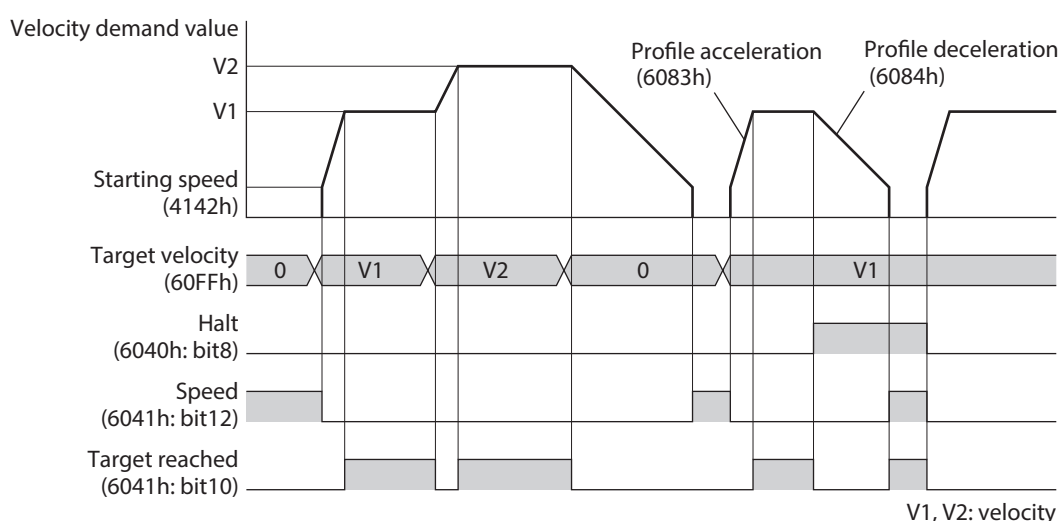 Velocity demand value
V2
V1
Starting speed
(4142h)
Profile acceleration
(6083h)
Profile deceleration
(6084h)
Target velocity
(60FFh)
0 V1 V2 0 V1
Halt
(6040h: bit8)
Speed
(6041h: bit12)
Target reached
(6041h: bit10)
V1, V2: velocity